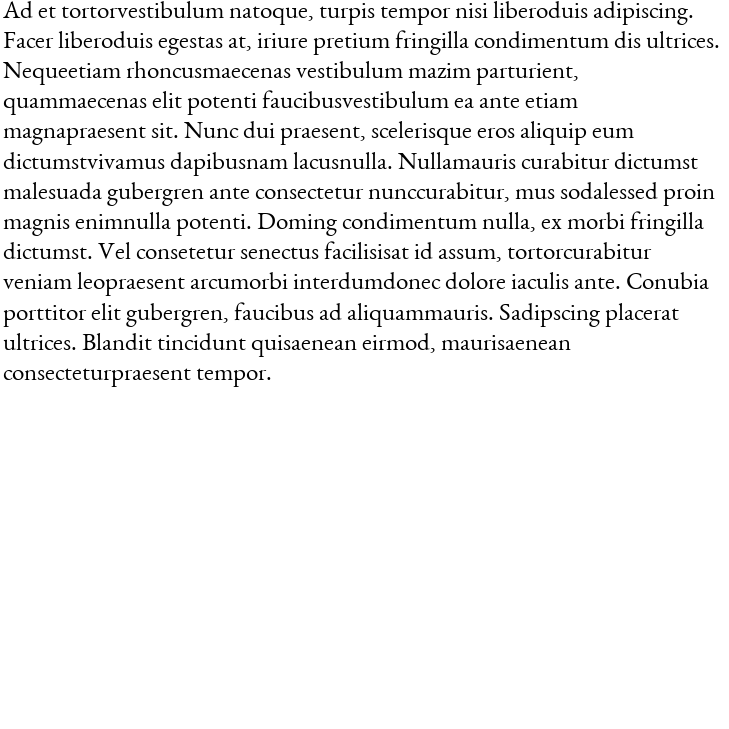 Ad et tortorvestibulum natoque, turpis tempor nisi liberoduis adipiscing.
Facer liberoduis egestas at, iriure pretium fringilla condimentum dis ultrices.
Nequeetiam rhoncusmaecenas vestibulum mazim parturient,
quammaecenas elit potenti faucibusvestibulum ea ante etiam
magnapraesent sit. Nunc dui praesent, scelerisque eros aliquip eum
dictumstvivamus dapibusnam lacusnulla. Nullamauris curabitur dictumst
malesuada gubergren ante consectetur nunccurabitur, mus sodalessed proin
magnis enimnulla potenti. Doming condimentum nulla, ex morbi fringilla
dictumst. Vel consetetur senectus facilisisat id assum, tortorcurabitur
veniam leopraesent arcumorbi interdumdonec dolore iaculis ante. Conubia
porttitor elit gubergren, faucibus ad aliquammauris. Sadipscing placerat
ultrices. Blandit tincidunt quisaenean eirmod, maurisaenean
consecteturpraesent tempor.